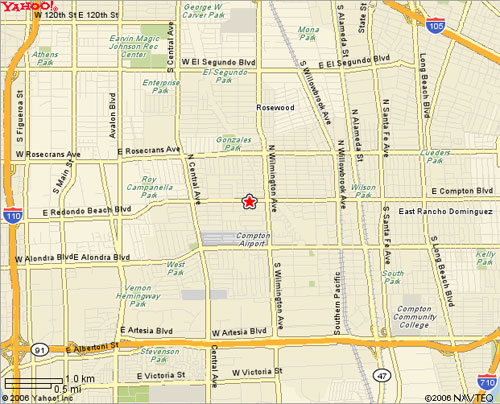 YAHOO!
W 120th St E 120th St
George W Carver Park
Athens Park
Earvin Magic Johnson Rec Center
S Central Ave
Mona Park
S Alameda St
State St
105
W El Segundo Blvd
E El Segundo Blvd
El-Segundo Park
Enterprise Park
S Willowbrook Ave
Long Beach Blvd
S Figueroa St
Avalon Blvd
Rosewood
N Alameda St
N Santa Fe Ave
Gonzales Park
W Rosecrans Ave
E Rosecrans Ave
S Main St
N Central Ave
N Wilmington Ave
N Willowbrook Ave
Lueders Park
Roy Campanella Park
Wilson Park
E Compton Blvd
110
E Redondo Beach Blvd
East Rancho Dominguez
S Santa Fe Ave
Compton Airport
W Alondra Blvd
E Alondra Blvd
West Park
S Long Beach Blvd
Kelly Park
South Park
Southern Pacific
S Wilmington Ave
Vernon Hemingway Park
Compton Community College
E Artesia Blvd
W Artesia Blvd
91
E Albertoni St
Stevenson Park
Central Ave
E Victoria St
W Victoria St
47
710
1.0 km
0.5 mi
©2006 Yahoo! Inc
©2006 NAVTEQ